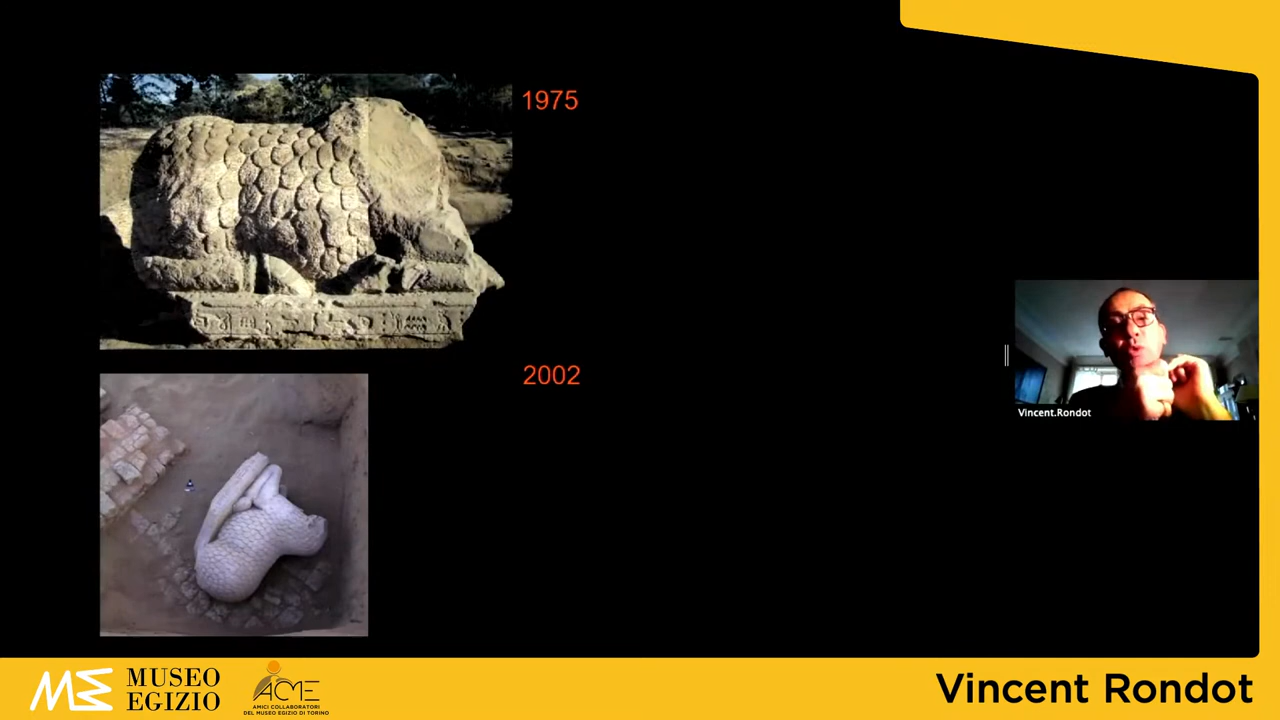 1975
2002
Vincent.Rondot
MUSEO
EGIZIO
ACME
AMICI COLLABORATORI
DEL MUSEO EGIZIO DI TORINO
Vincent Rondot